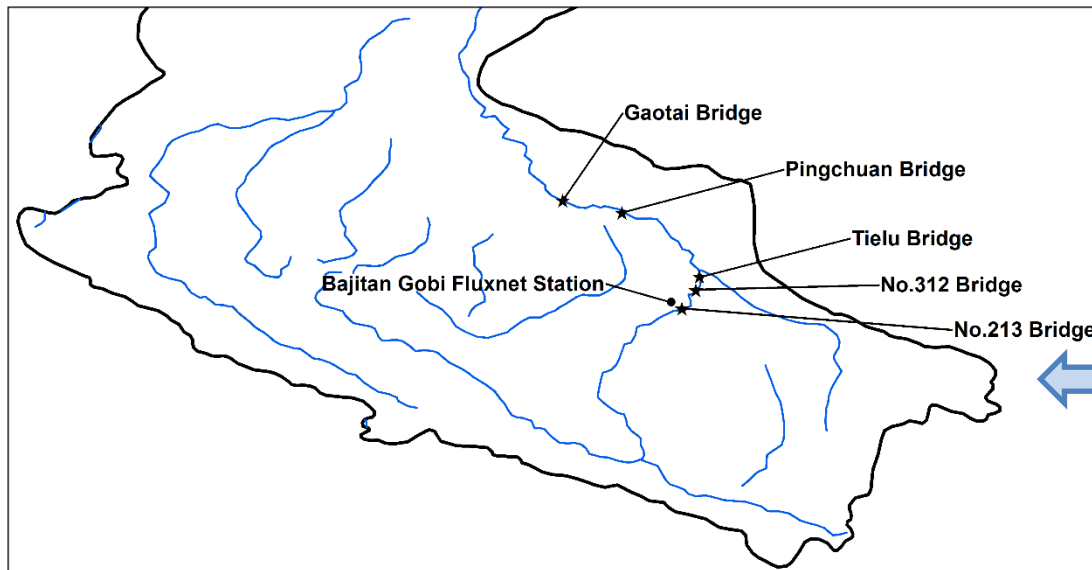 Gaotai Bridge
Pingchuan Bridge
Tielu Bridge
Bajitan Gobi Fluxnet Station
No.312 Bridge
No.213 Bridge